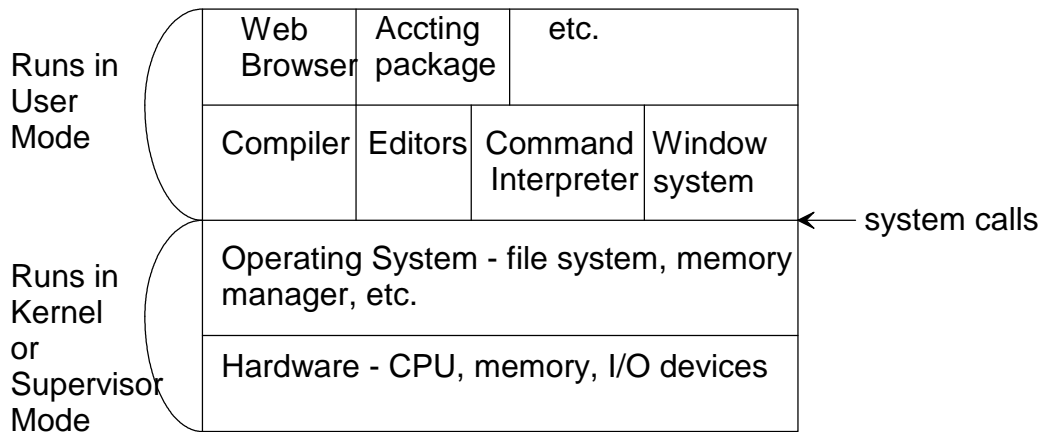 Runs in
User
Mode
Web
Browser
Accting
package
etc.
Compiler
Editors
Command
Interpreter
Window
system
system calls
Runs in
Kernel
or
Supervisor
Mode
Operating System - file system, memory
manager, etc.
Hardware - CPU, memory, I/O devices